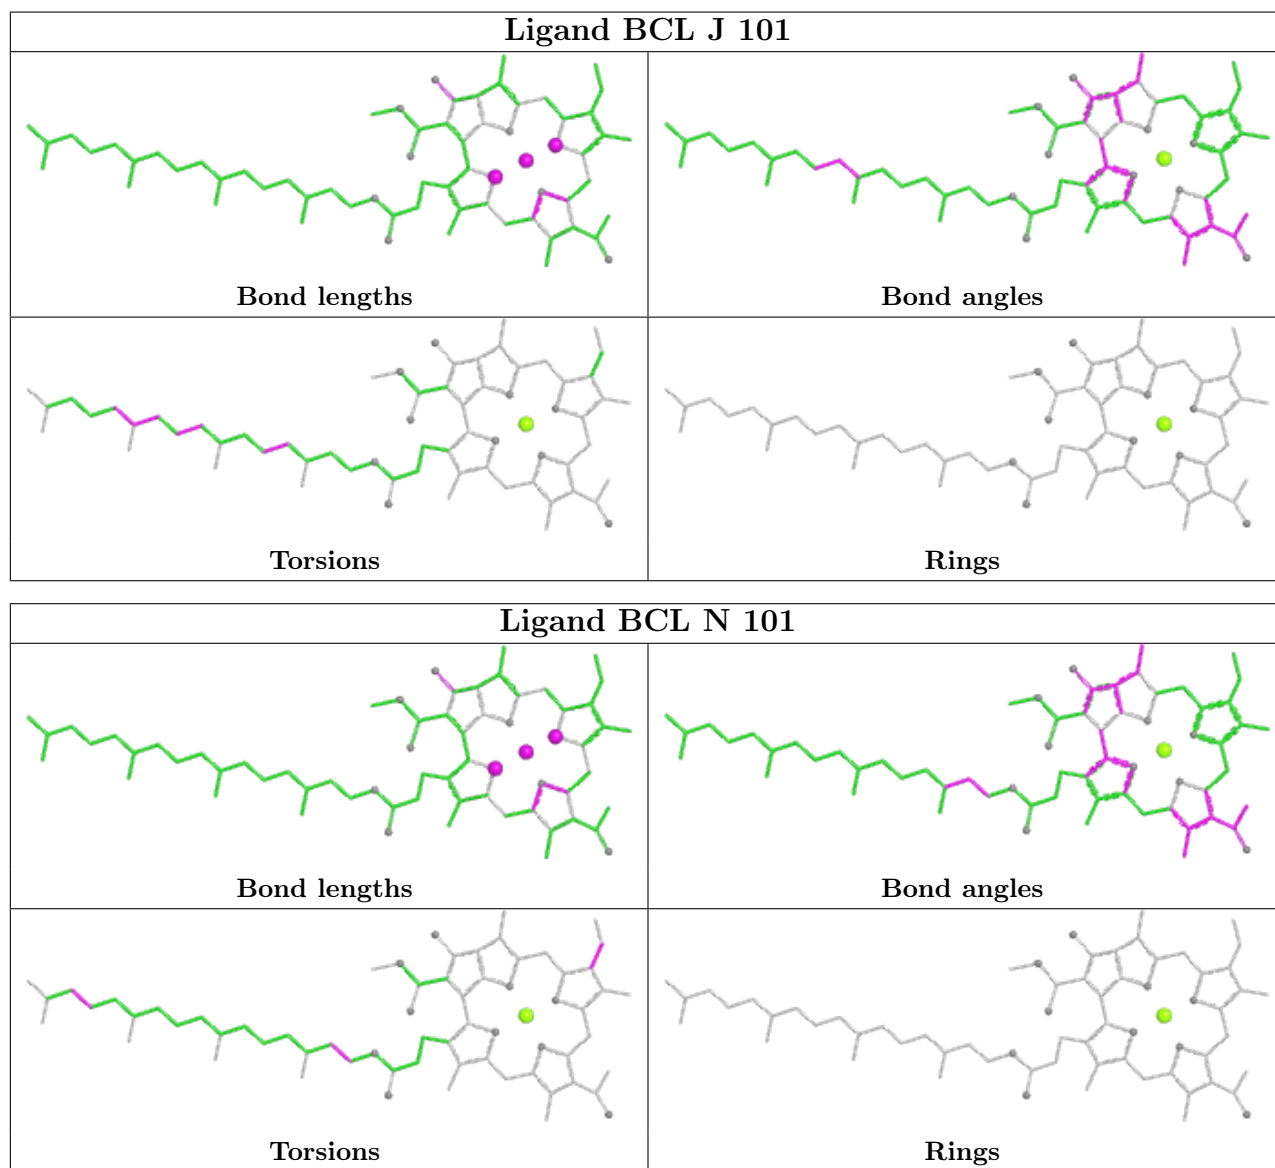 Ligand BCL J 101
Bond lengths
Bond angles
Torsions
Rings
Ligand BCL N 101
Bond lengths
Bond angles
Torsions
Rings